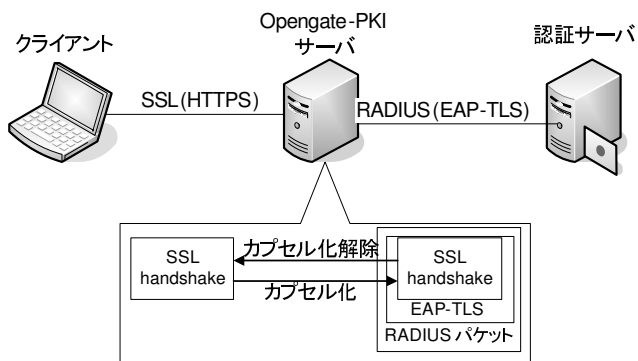 クライアント
Opengate-PKI
サーバ
認証サーバ
SSL(HTTPS)
RADIUS(EAP-TLS)
SSL
handshake
カプセル化解除
カプセル化
SSL
handshake
EAP-TLS
RADIUS パケット